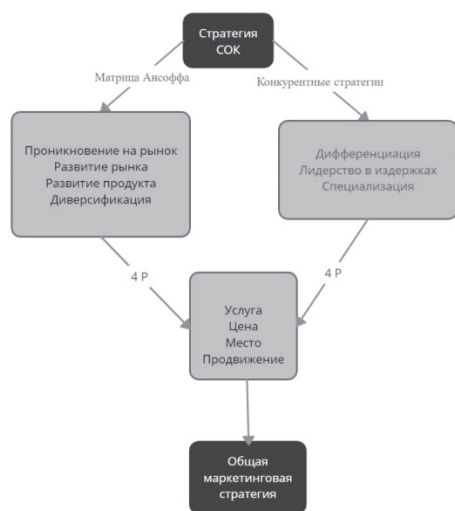 Стратегия
СОК
Матрица Ансоффа
Конкурентные стратегии
Проникновение на рынок
Развитие рынка
Развитие продукта
Диверсификация
Дифференциация
Лидерство в издержках
Специализация
4 P
4 P
Услуга
Цена
Место
Продвижение
Общая
маркетинговая
стратегия